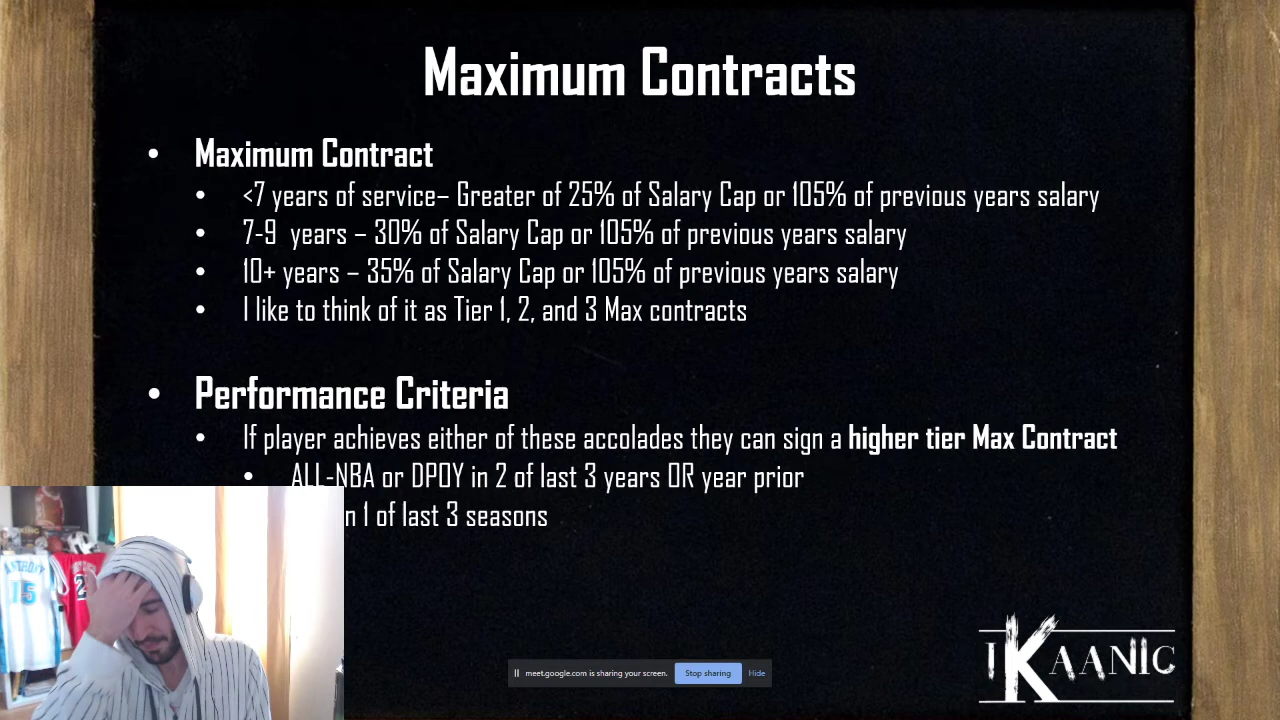 Maximum Contracts
• Maximum Contract
• <7 years of service– Greater of 25% of Salary Cap or 105% of previous years salary
• 7-9 years – 30% of Salary Cap or 105% of previous years salary
• 10+ years – 35% of Salary Cap or 105% of previous years salary
• I like to think of it as Tier 1, 2, and 3 Max contracts
• Performance Criteria
• If player achieves either of these accolades they can sign a higher tier Max Contract
• ALL-NBA or DPOY in 2 of last 3 years OR year prior
1 of last 3 seasons
ANTHONY
15
meet.google.com is sharing your screen. Stop sharing Hide
IKAANIC